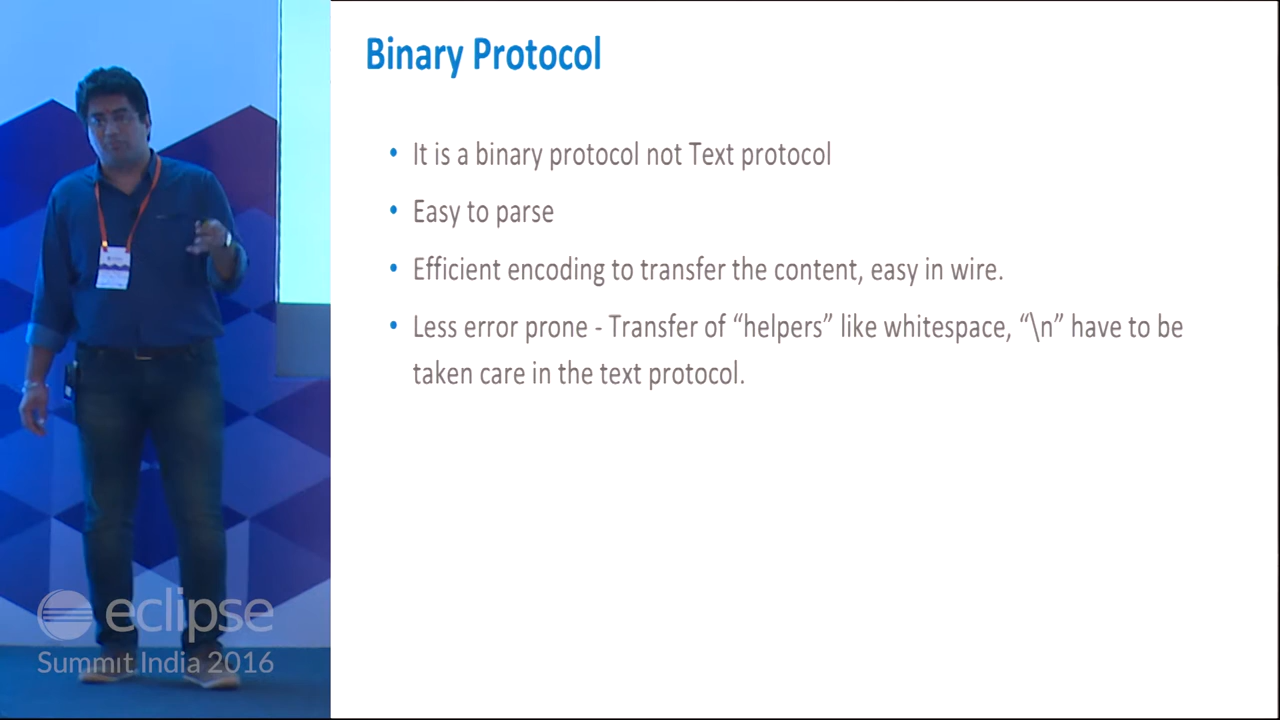 Binary Protocol
• It is a binary protocol not Text protocol
• Easy to parse
• Efficient encoding to transfer the content, easy in wire.
• Less error prone - Transfer of “helpers” like whitespace, “\n” have to be
taken care in the text protocol.
eclipse
Summit India 2016